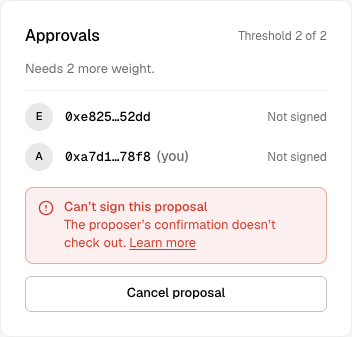 Approvals
Threshold 2 of 2
Needs 2 more weight.
E
0xe825…52dd
Not signed
A
0xa7d1…78f8 (you)
Not signed
Can’t sign this proposal
The proposer’s confirmation doesn’t
check out. Learn more
Cancel proposal